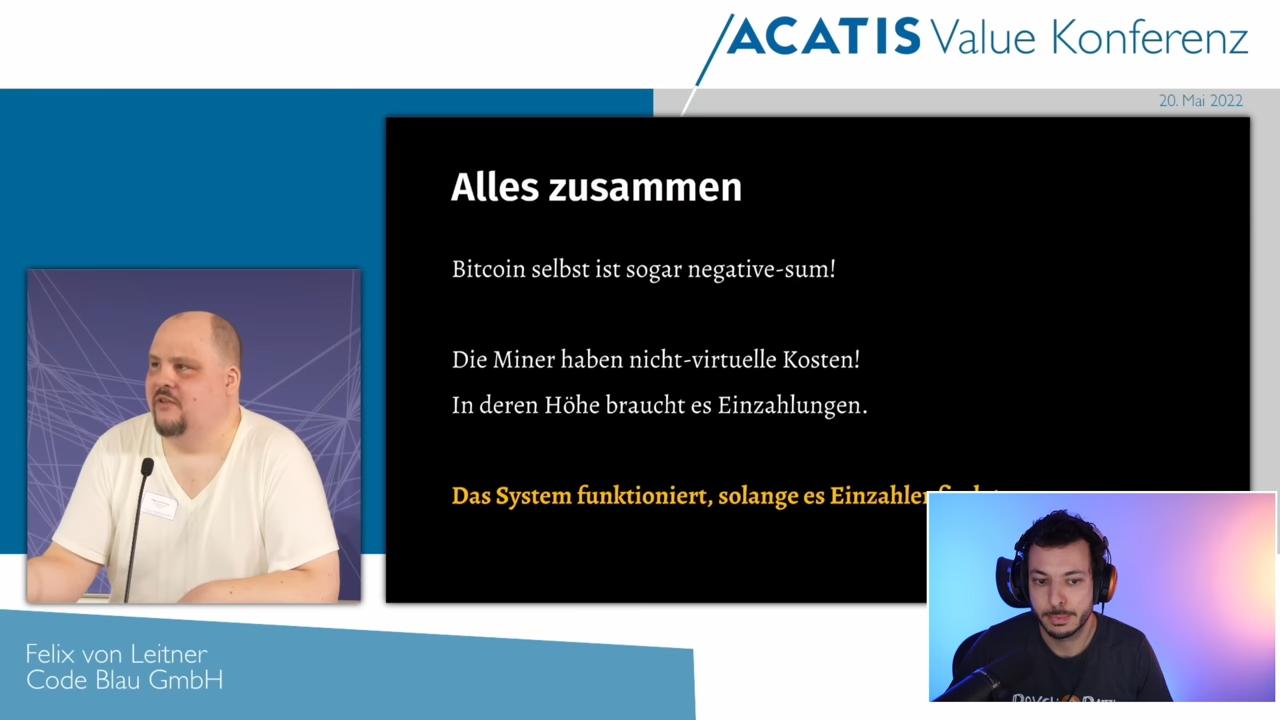 ACATIS Value Konferenz
20. Mai 2022
Alles zusammen
Bitcoin selbst ist sogar negative-sum!
Die Miner haben nicht-virtuelle Kosten!
In deren Höhe braucht es Einzahlungen.
Das System funktioniert, solange es Einzahler
Felix von Leitner
Code Blau GmbH